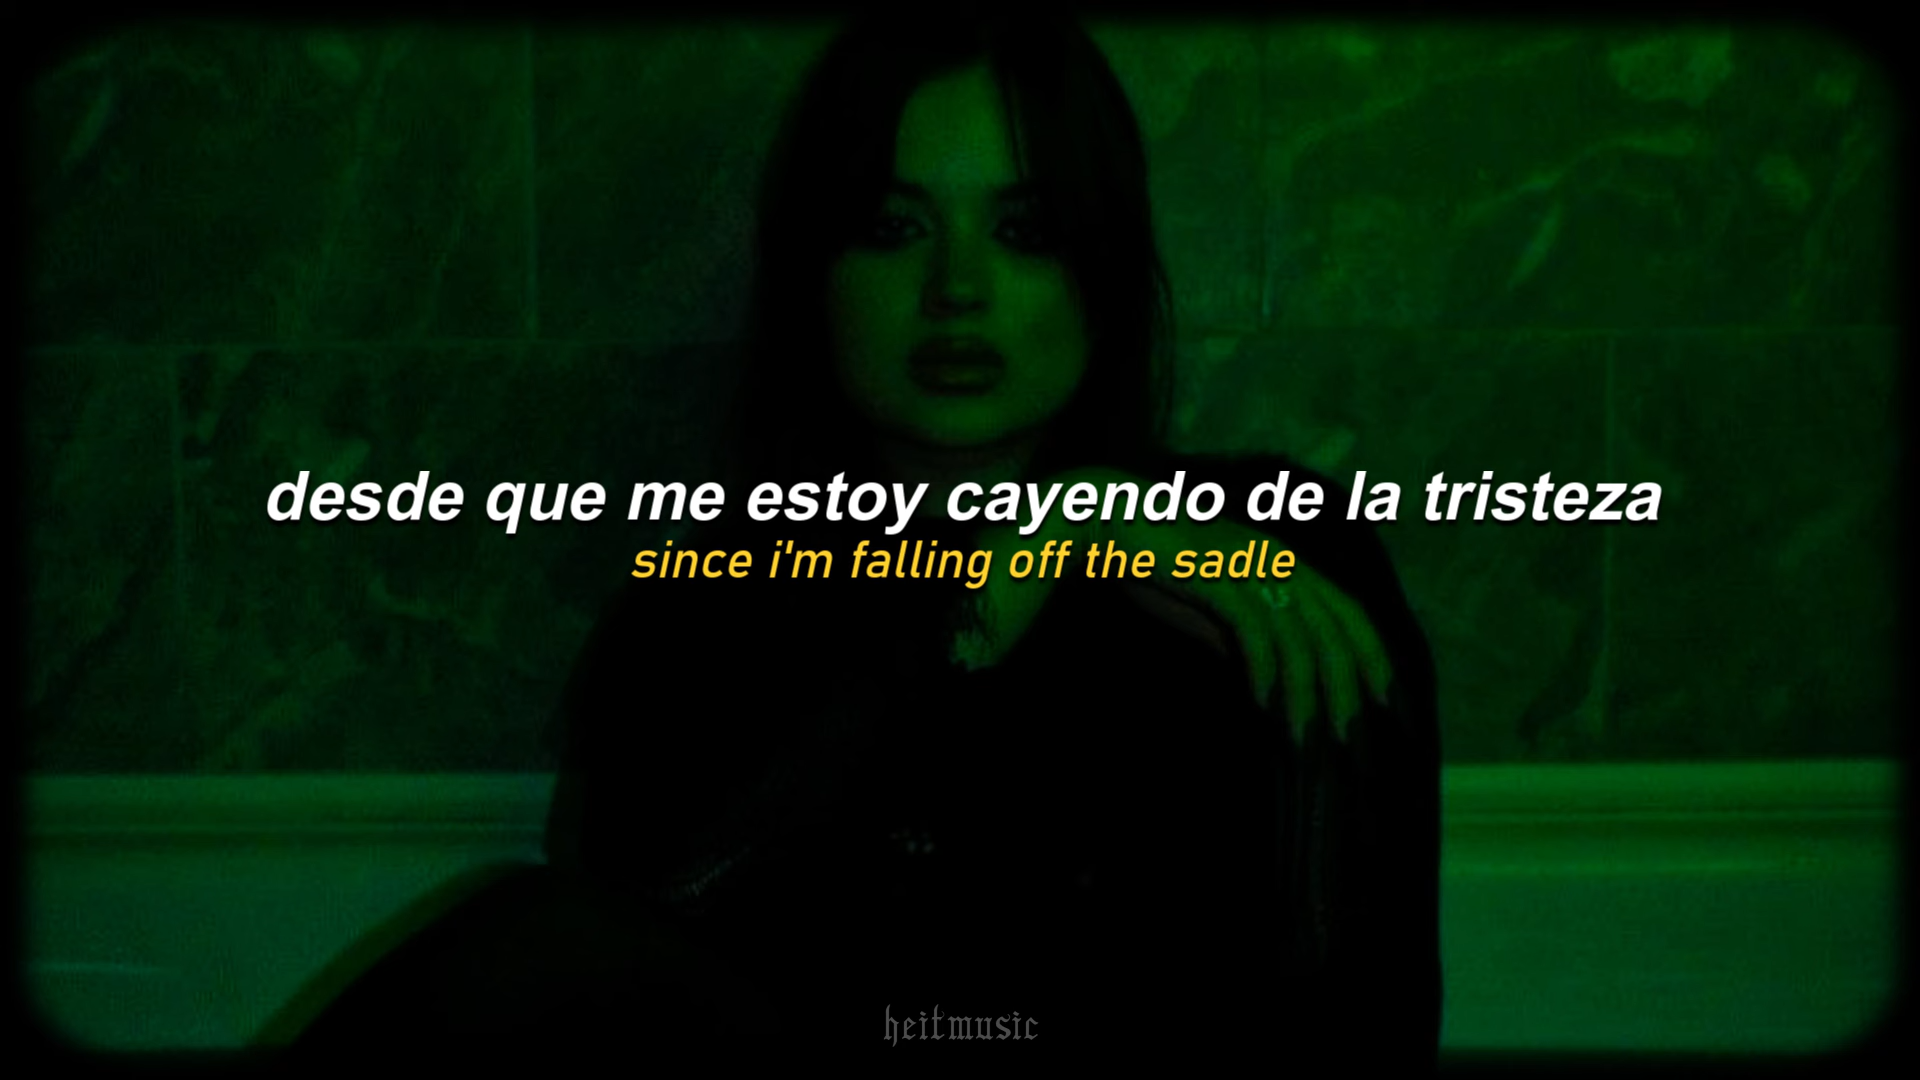 desde que me estoy cayendo de la tristeza
since i'm falling off the sadle
heitmusic